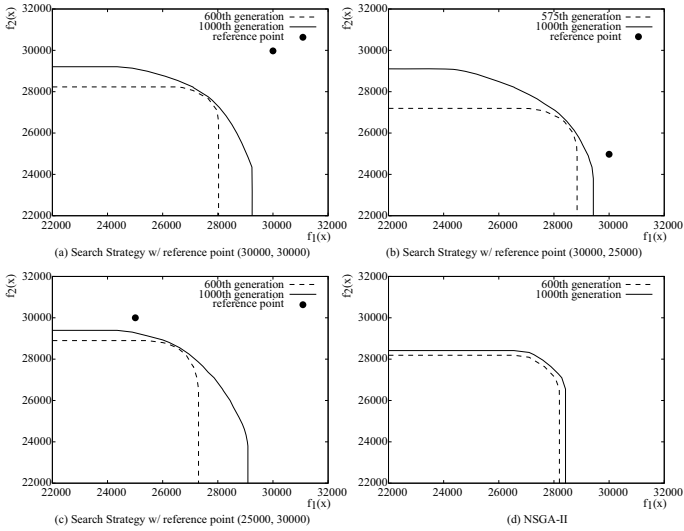 f2(x)
600th generation
1000th generation
reference point
32000
30000
28000
26000
24000
22000
22000 24000 26000 28000 30000 32000
f1(x)
(a) Search Strategy w/ reference point (30000, 30000)
f2(x)
575th generation
1000th generation
reference point
32000
30000
28000
26000
24000
22000
22000 24000 26000 28000 30000 32000
f1(x)
(b) Search Strategy w/ reference point (30000, 25000)
f2(x)
600th generation
1000th generation
reference point
32000
30000
28000
26000
24000
22000
22000 24000 26000 28000 30000 32000
f1(x)
(c) Search Strategy w/ reference point (25000, 30000)
f2(x)
600th generation
1000th generation
32000
30000
28000
26000
24000
22000
22000 24000 26000 28000 30000 32000
f1(x)
(d) NSGA-II